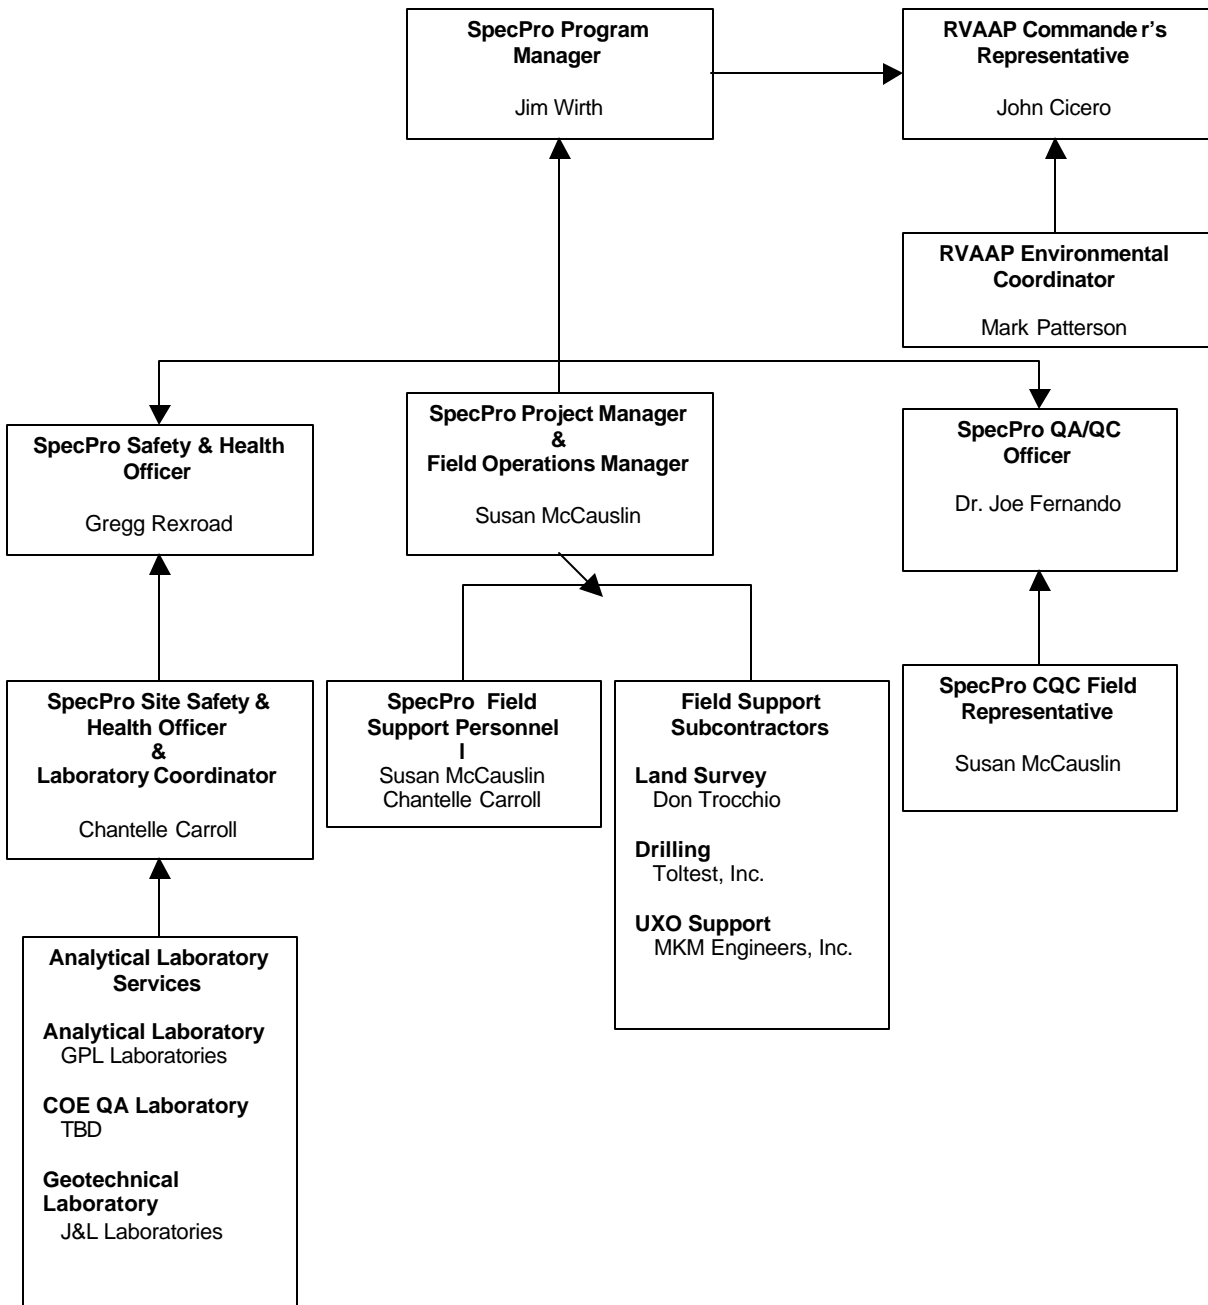 SpecPro Program
Manager
Jim Wirth
RVAAP Commander's
Representative
John Cicero
RVAAP Environmental
Coordinator
Mark Patterson
SpecPro Safety & Health
Officer
Gregg Rexroad
SpecPro Project Manager
&
Field Operations Manager
Susan McCauslin
SpecPro QA/QC
Officer
Dr. Joe Fernando
SpecPro Site Safety &
Health Officer
&
Laboratory Coordinator
Chantelle Carroll
SpecPro Field
Support Personnel
l
Susan McCauslin
Chantelle Carroll
Field Support
Subcontractors
Land Survey
Don Trocchio
Drilling
Toltest, Inc.
UXO Support
MKM Engineers, Inc.
SpecPro CQC Field
Representative
Susan McCauslin
Analytical Laboratory
Services
Analytical Laboratory
GPL Laboratories
COE QA Laboratory
TBD
Geotechnical
Laboratory
J&L Laboratories